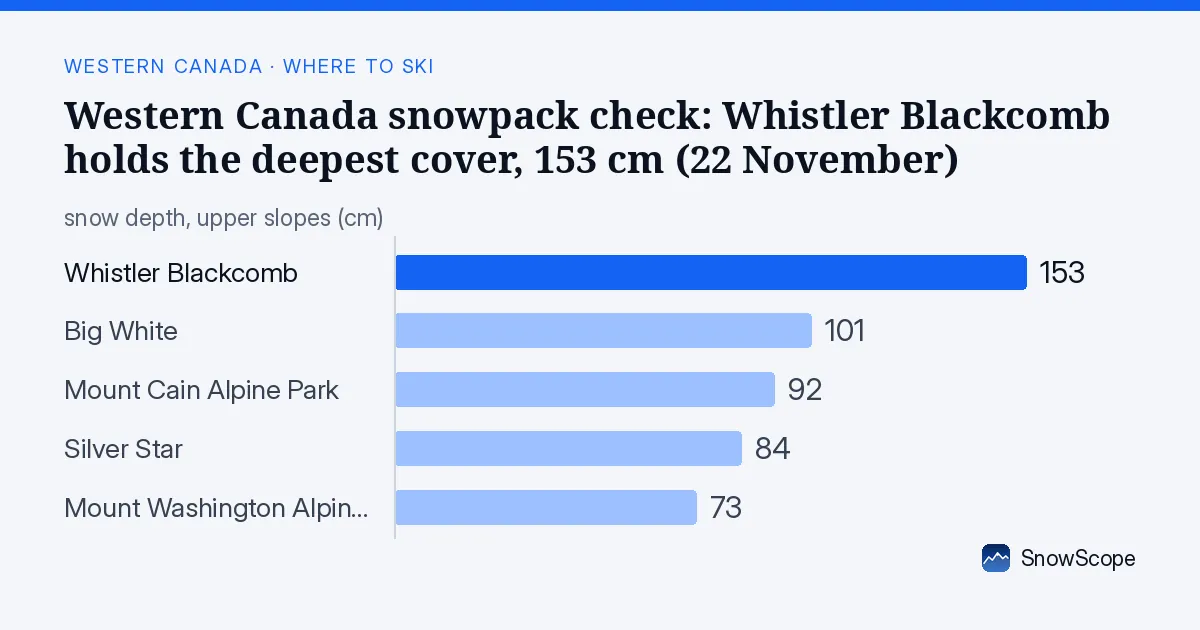 WESTERN CANADA · WHERE TO SKI
Western Canada snowpack check: Whistler Blackcomb
holds the deepest cover, 153 cm (22 November)
snow depth, upper slopes (cm)
Whistler Blackcomb 153
Big White 101
Mount Cain Alpine Park 92
Silver Star 84
Mount Washington Alpin... 73
SnowScope